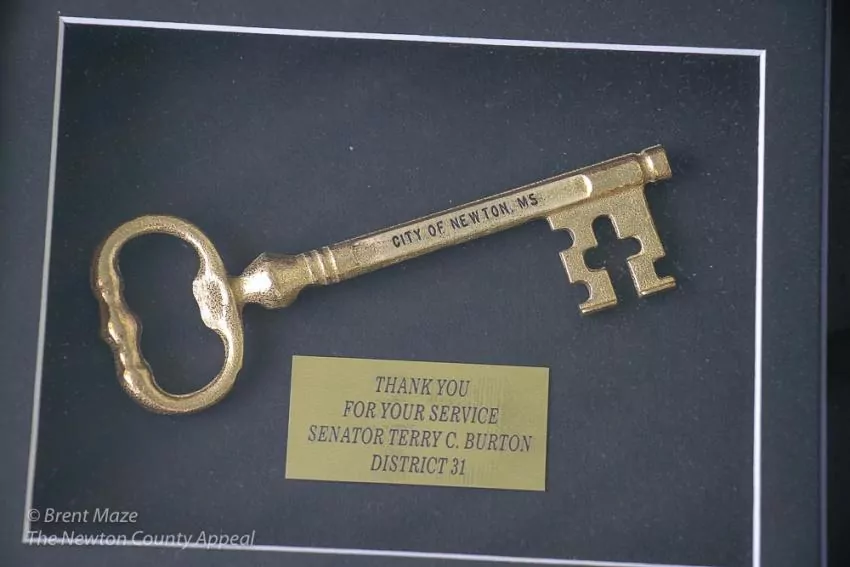 CITY OF NEWTON, MS
THANK YOU
FOR YOUR SERVICE
SENATOR TERRY C. BURTON
DISTRICT 31
© Brent Maze
The Newton County Appeal